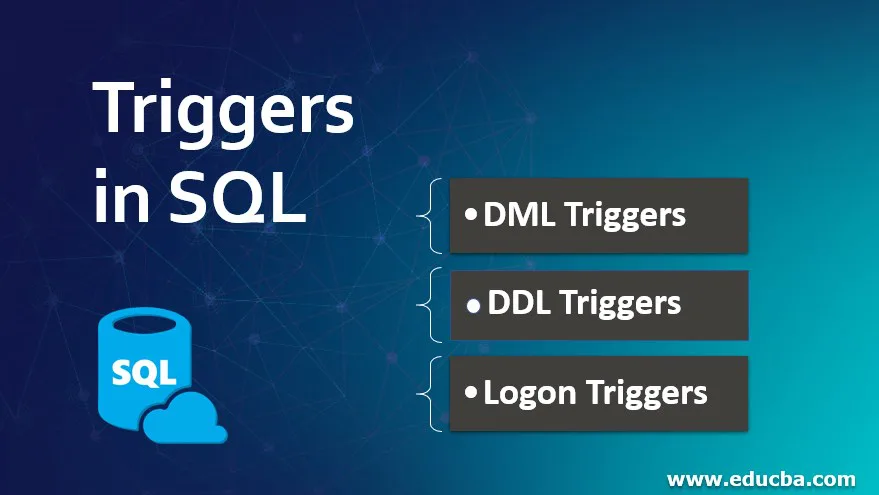 Triggers
in SQL
• DML Triggers
• DDL Triggers
• Logon Triggers
SQL
www.educba.com